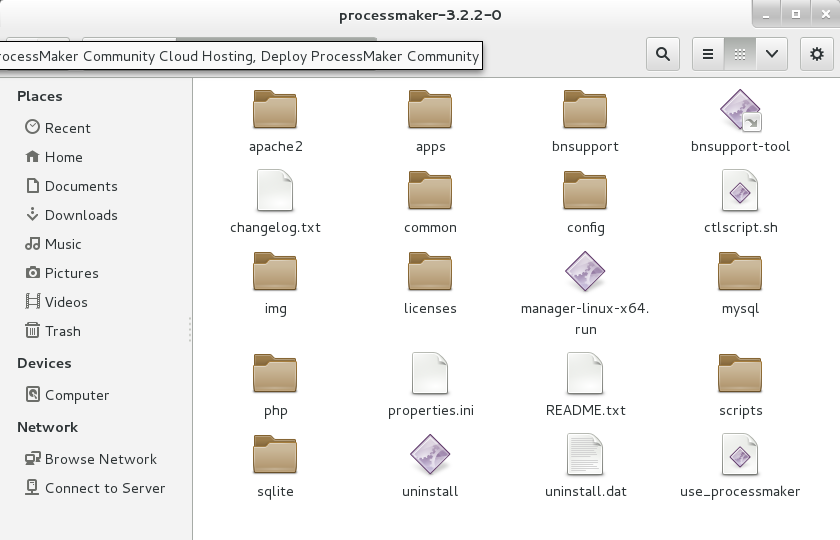 processmaker-3.2.2-0
rocessMaker Community Cloud Hosting, Deploy ProcessMaker Community
Places
Recent
Home
Documents
Downloads
Music
Pictures
Videos
Trash
Devices
Computer
Network
Browse Network
Connect to Server
apache2 apps bnsupport bnsupport-tool
changelog.txt common config ctlscript.sh
img licenses manager-linux-x64. mysql
run
php properties.ini README.txt scripts
sqlite uninstall uninstall.dat use_processmaker